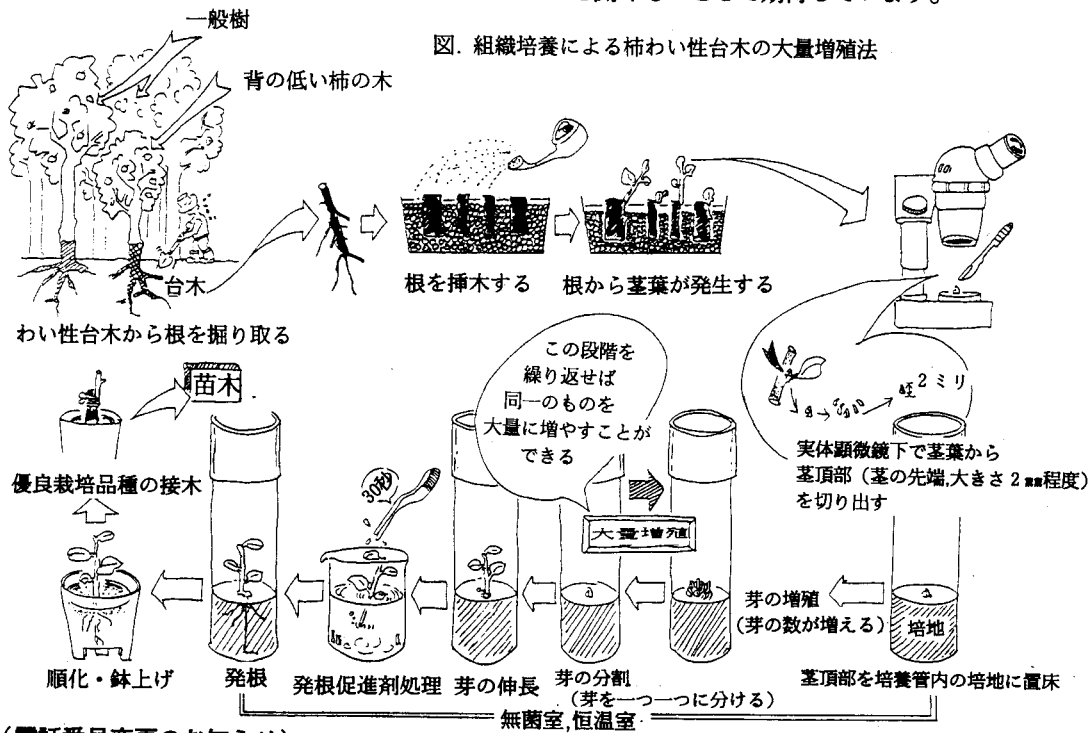 図. 組織培養による柿わい性台木の大量増殖法
一般樹
背の低い柿の木
台木
わい性台木から根を掘り取る
根を挿木する
根から茎葉が発生する
2ミリ
実体顕微鏡下で茎葉から
茎頂部(茎の先端,大きさ2mm程度)
を切り出す
培地
茎頂部を培養管内の培地に置床
芽の増殖
(芽の数が増える)
この段階を
繰り返せば
同一のものを
大量に増やすことが
できる
大量増殖
芽の分割
(芽を一つ一つに分ける)
芽の伸長
30秒
発根促進剤処理
発根
無菌室,恒温室
順化・鉢上げ
優良栽培品種の接木
苗木